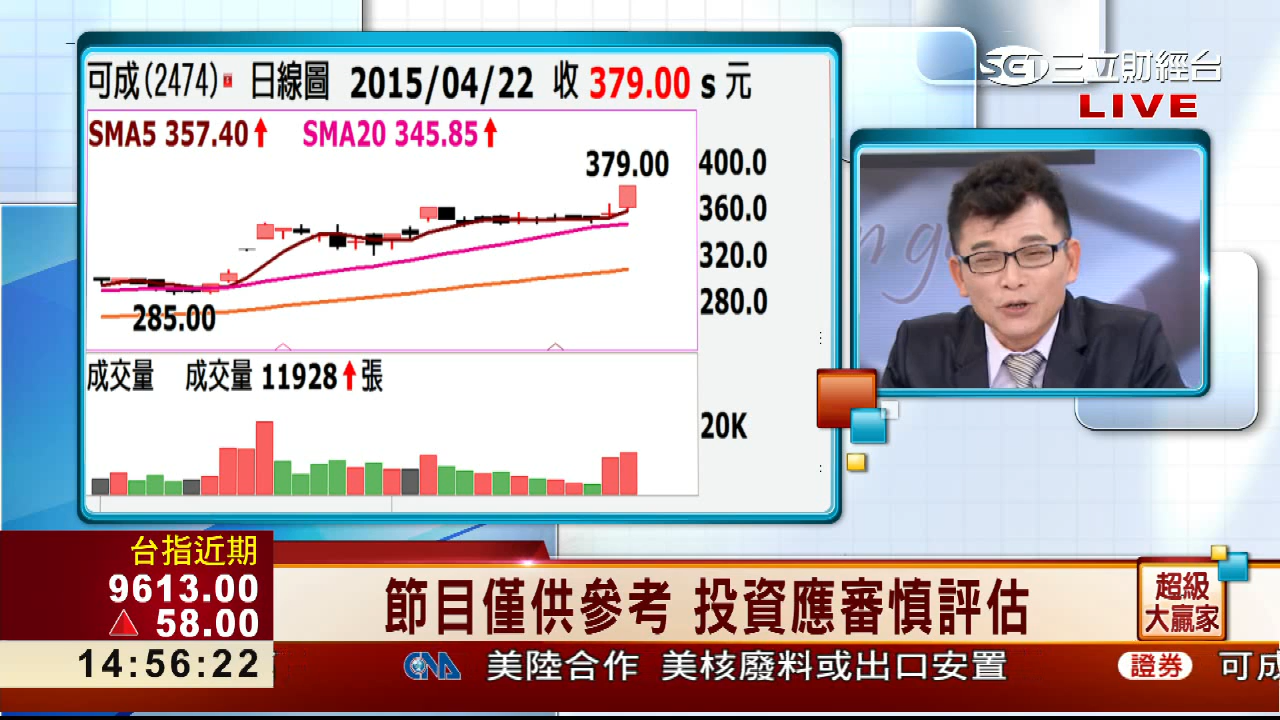 可成(2474) 日線圖 2015/04/22 收 379.00 s 元
SMA5 357.40↑ SMA20 345.85↑
379.00
400.0
360.0
320.0
280.0
285.00
成交量 成交量 11928↑張
20K
SET 三立財經台
LIVE
ng
台指近期
9613.00
▲ 58.00
14:56:22
節目僅供參考 投資應審慎評估
超級
大贏家
CNA 美陸合作 美核廢料或出口安置 證券 可成